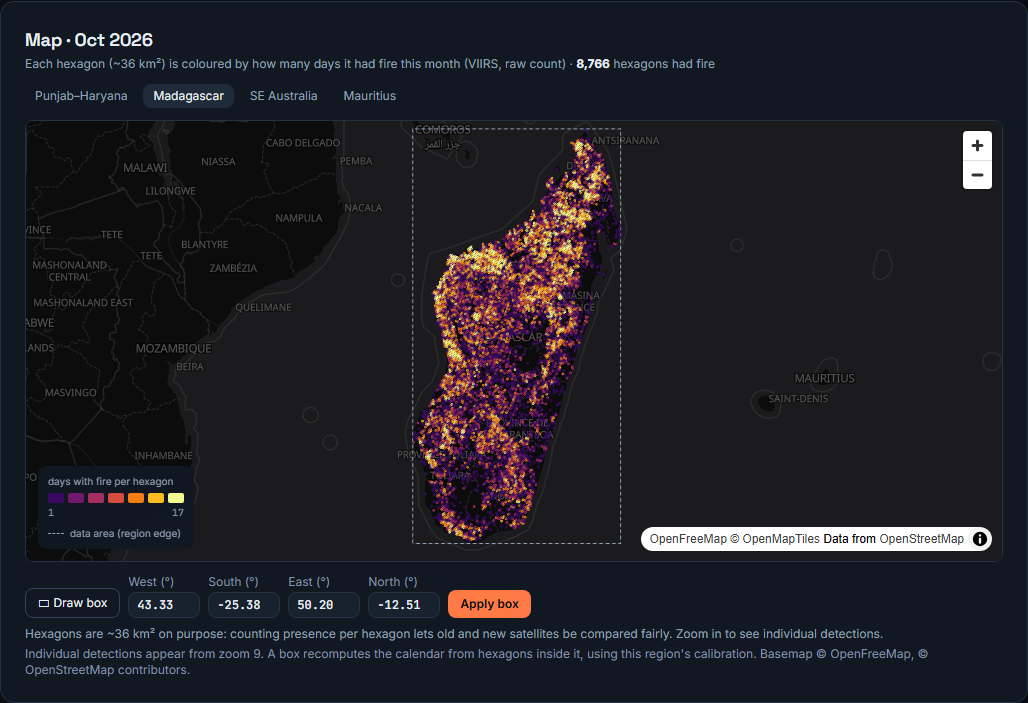 Map · Oct 2026
Each hexagon (~36 km²) is coloured by how many days it had fire this month (VIIRS, raw count) · 8,766 hexagons had fire
Punjab–Haryana
Madagascar
SE Australia
Mauritius
COMOROS
جزر القمر
ANTSIRANANA
CABO DELGADO
PEMBA
MALAWI
NIASSA
LILONGWE
NACALA
NAMPULA
VINCE
TETE
BLANTYRE
TETE
ZAMBÉZIA
MASHONALAND
CENTRAL
MASHONALAND EAST
QUELIMANE
ASINA
NCE
ABWE
ASCAR
LANDS
MOZAMBIQUE
BEIRA
MAURITIUS
MASVINGO
SAINT-DENIS
INHAMBANE
+
−
days with fire per hexagon
1
17
data area (region edge)
OpenFreeMap © OpenMapTiles Data from OpenStreetMap
Draw box
West (°)
43.33
South (°)
-25.38
East (°)
50.20
North (°)
-12.51
Apply box
Hexagons are ~36 km² on purpose: counting presence per hexagon lets old and new satellites be compared fairly. Zoom in to see individual detections.
Individual detections appear from zoom 9. A box recomputes the calendar from hexagons inside it, using this region's calibration. Basemap © OpenFreeMap, ©
OpenStreetMap contributors.